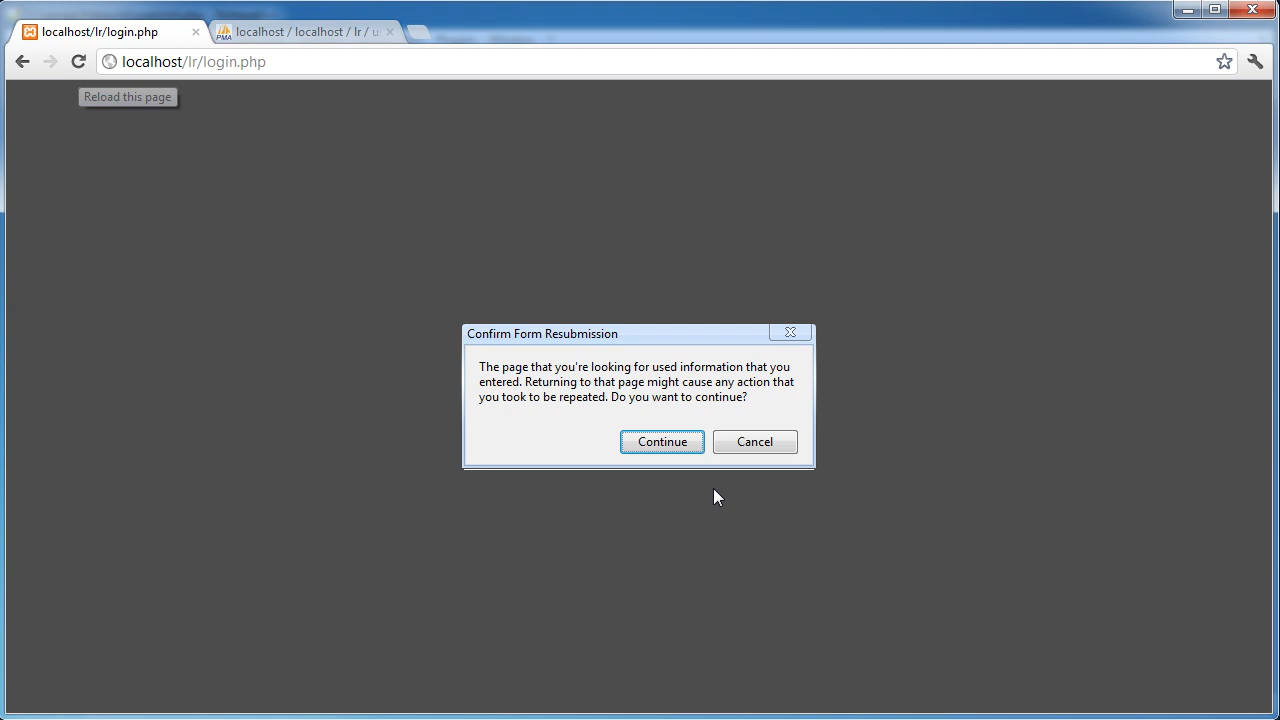 localhost/lr/login.php
PMA
localhost / localhost / lr / u
localhost/lr/login.php
Reload this page
Confirm Form Resubmission
The page that you're looking for used information that you
entered. Returning to that page might cause any action that
you took to be repeated. Do you want to continue?
Continue
Cancel